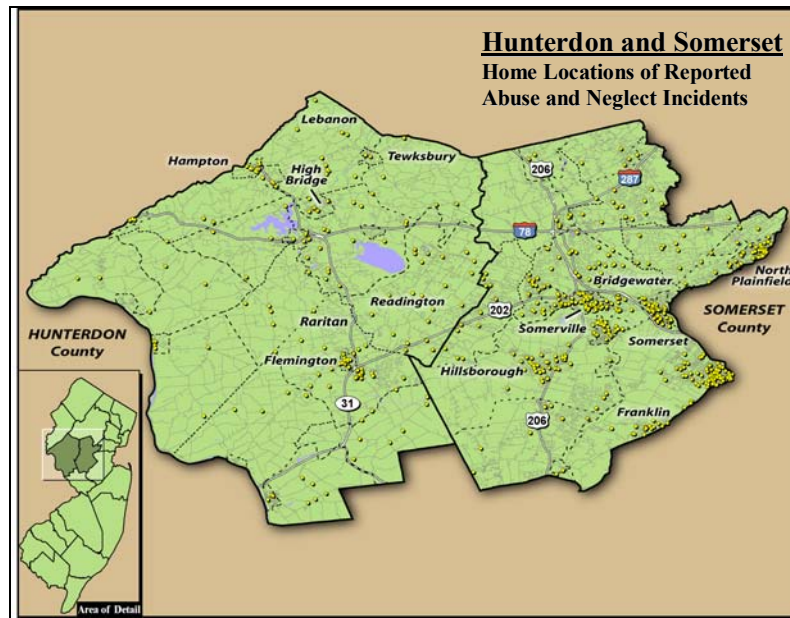 Hunterdon and Somerset
Home Locations of Reported
Abuse and Neglect Incidents
Lebanon
Hampton
Tewksbury
High
Bridge
206
287
78
Bridgewater
North
Plainfield
Readington
202
SOMERSET
County
Raritan
Somerville
HUNTERDON
County
Somerset
Flemington
Hillsborough
31
206
Franklin
Area of Detail